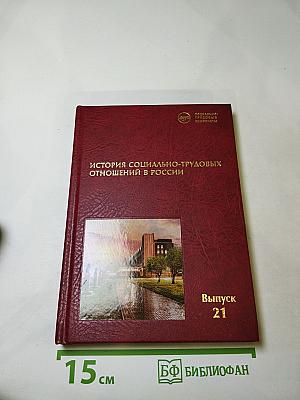 ИСТОРИЯ СОЦИАЛЬНО-ТРУДОВЫХ
ОТНОШЕНИЙ В РОССИИ
Выпуск
21
15 см
БФ БИБЛИОФАН